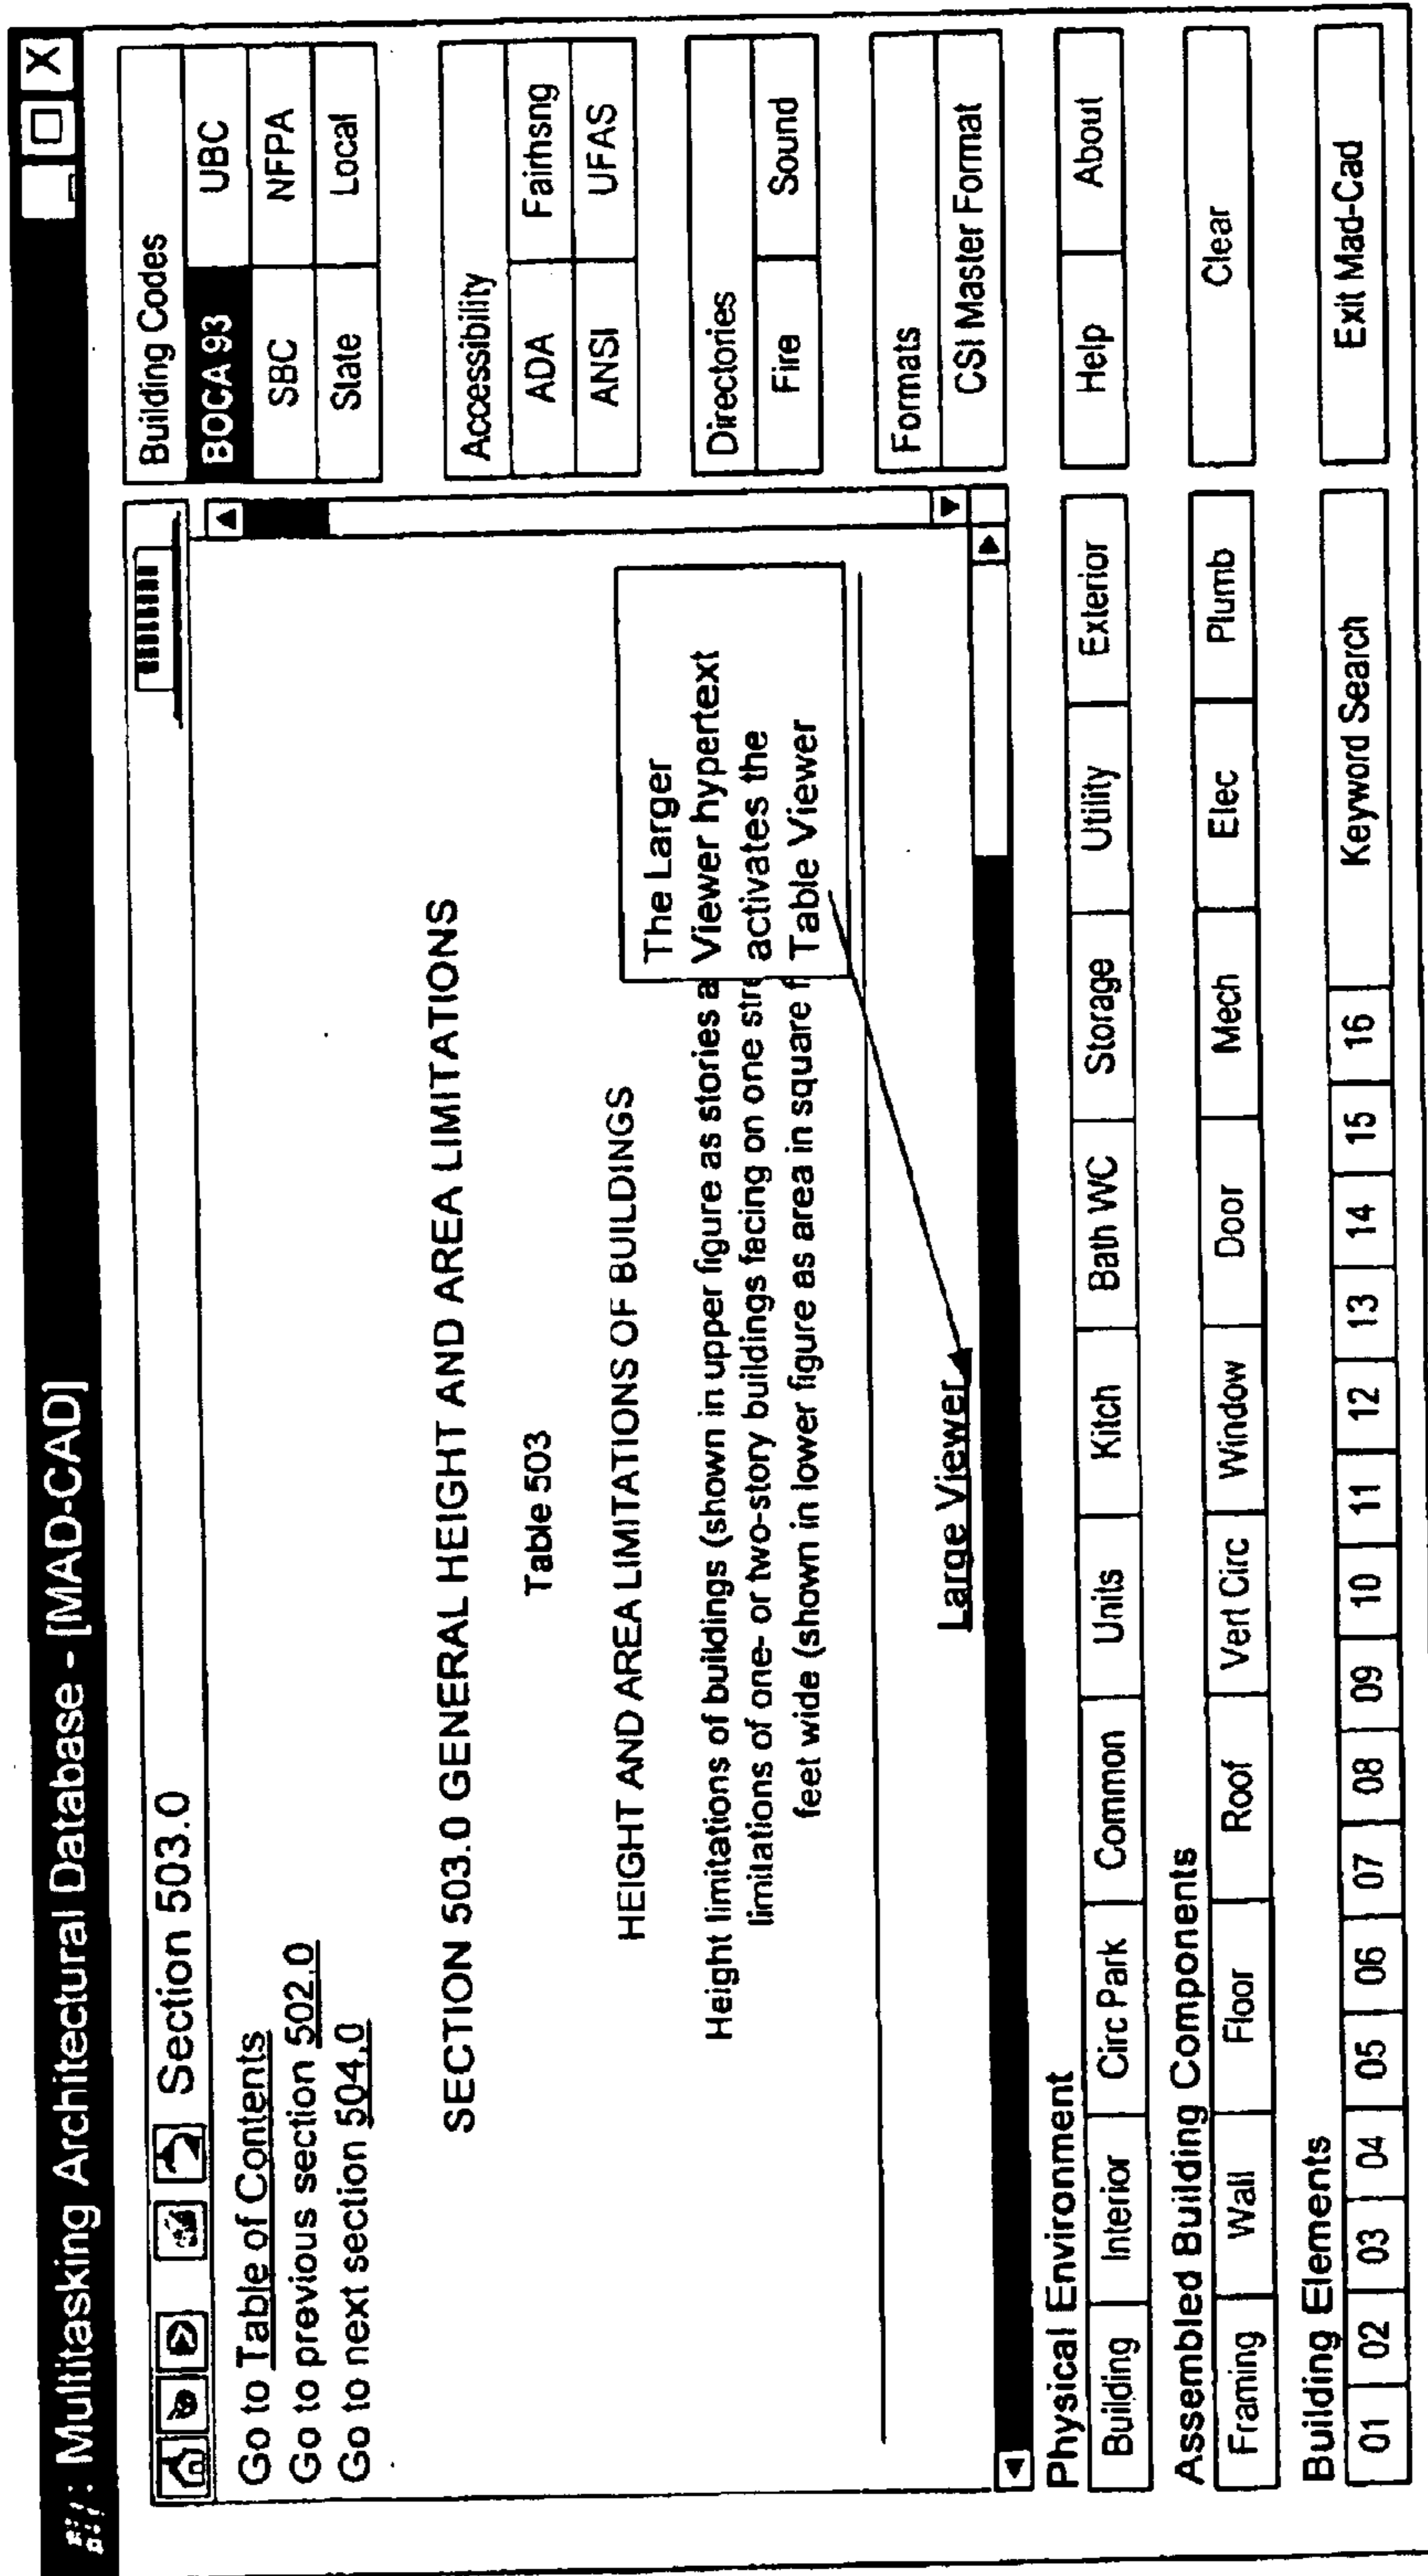 Multitasking Architectural Database - [MAD-CAD]
Section 503.0
Go to Table of Contents
Go to previous section 502.0
Go to next section 504.0
SECTION 503.0 GENERAL HEIGHT AND AREA LIMITATIONS
Table 503
HEIGHT AND AREA LIMITATIONS OF BUILDINGS
Height limitations of buildings (shown in upper figure as stories a
limitations of one- or two-story buildings facing on one stre
feet wide (shown in lower figure as area in square f
The Larger
Viewer hypertext
activates the
Table Viewer
Large Viewer
Building Codes
BOCA 93 UBC
SBC NFPA
State Local
Accessibility
ADA Fairhsng
ANSI UFAS
Directories
Fire Sound
Formats
CSI Master Format
Help About
Clear
Exit Mad-Cad
Physical Environment
Building Interior Circ Park Common Units Kitch Bath WC Storage Utility Exterior
Assembled Building Components
Framing Wall Floor Roof Vert Circ Window Door Mech Elec Plumb
Building Elements
01 02 03 04 05 06 07 08 09 10 11 12 13 14 15 16 Keyword Search